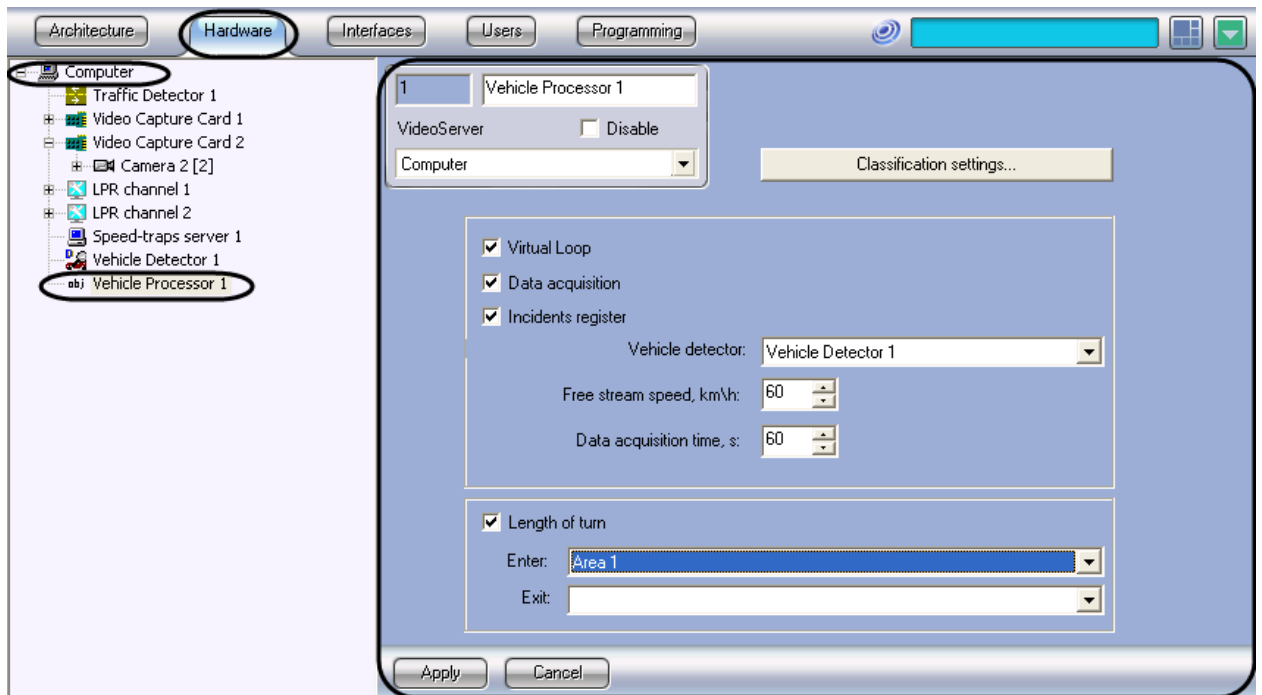 Architecture Hardware Interfaces Users Programming
Computer
Traffic Detector 1
Video Capture Card 1
Video Capture Card 2
Camera 2 [2]
LPR channel 1
LPR channel 2
Speed-traps server 1
Vehicle Detector 1
obj Vehicle Processor 1
1 Vehicle Processor 1
VideoServer Disable
Computer
Classification settings...
Virtual Loop
Data acquisition
Incidents register
Vehicle detector: Vehicle Detector 1
Free stream speed, km\h: 60
Data acquisition time, s: 60
Length of turn
Enter: Area 1
Exit:
Apply Cancel